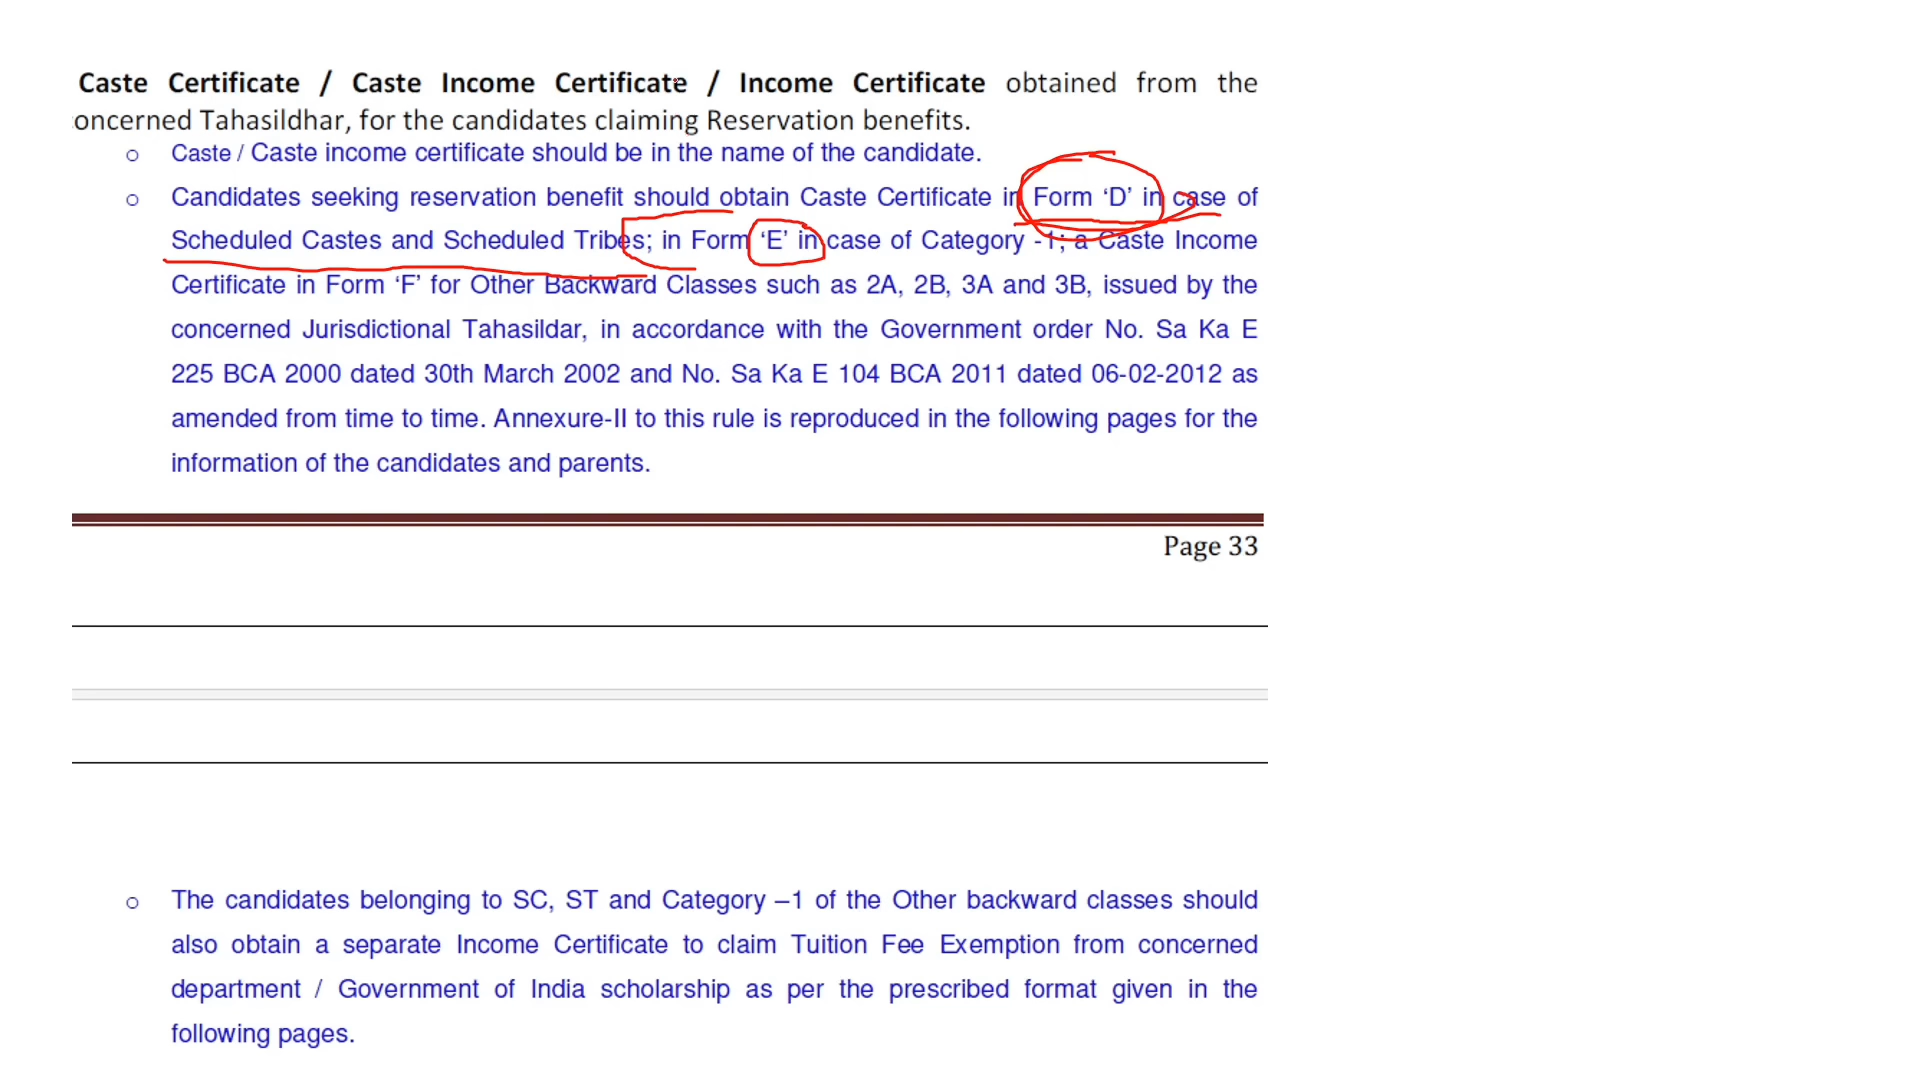 Caste Certificate / Caste Income Certificate / Income Certificate obtained from the
oncerned Tahasildhar, for the candidates claiming Reservation benefits.
o Caste / Caste income certificate should be in the name of the candidate.
o Candidates seeking reservation benefit should obtain Caste Certificate in Form ‘D’ in case of
Scheduled Castes and Scheduled Tribes; in Form ‘E’ in case of Category -1; a Caste Income
Certificate in Form ‘F’ for Other Backward Classes such as 2A, 2B, 3A and 3B, issued by the
concerned Jurisdictional Tahasildar, in accordance with the Government order No. Sa Ka E
225 BCA 2000 dated 30th March 2002 and No. Sa Ka E 104 BCA 2011 dated 06-02-2012 as
amended from time to time. Annexure-II to this rule is reproduced in the following pages for the
information of the candidates and parents.
Page 33
o The candidates belonging to SC, ST and Category –1 of the Other backward classes should
also obtain a separate Income Certificate to claim Tuition Fee Exemption from concerned
department / Government of India scholarship as per the prescribed format given in the
following pages.